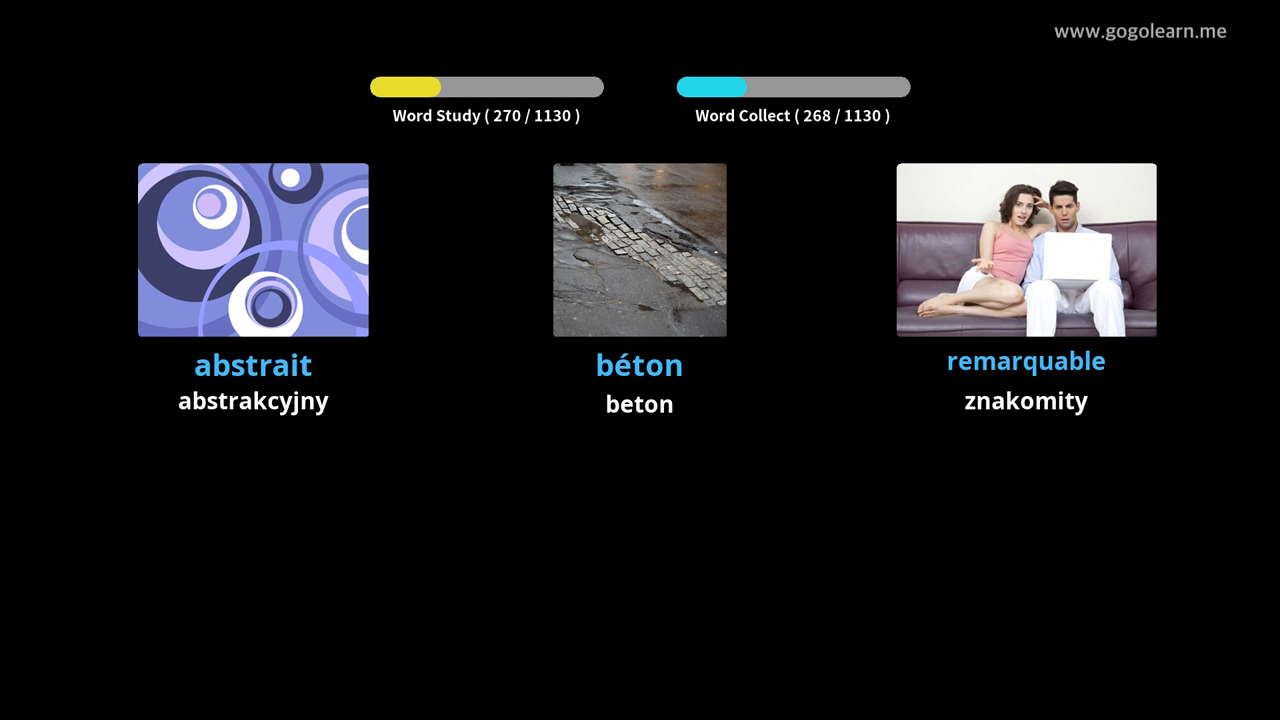 www.gogolearn.me
Word Study ( 270 / 1130 )
Word Collect ( 268 / 1130 )
abstrait
abstrakcyjny
béton
beton
remarquable
znakomity